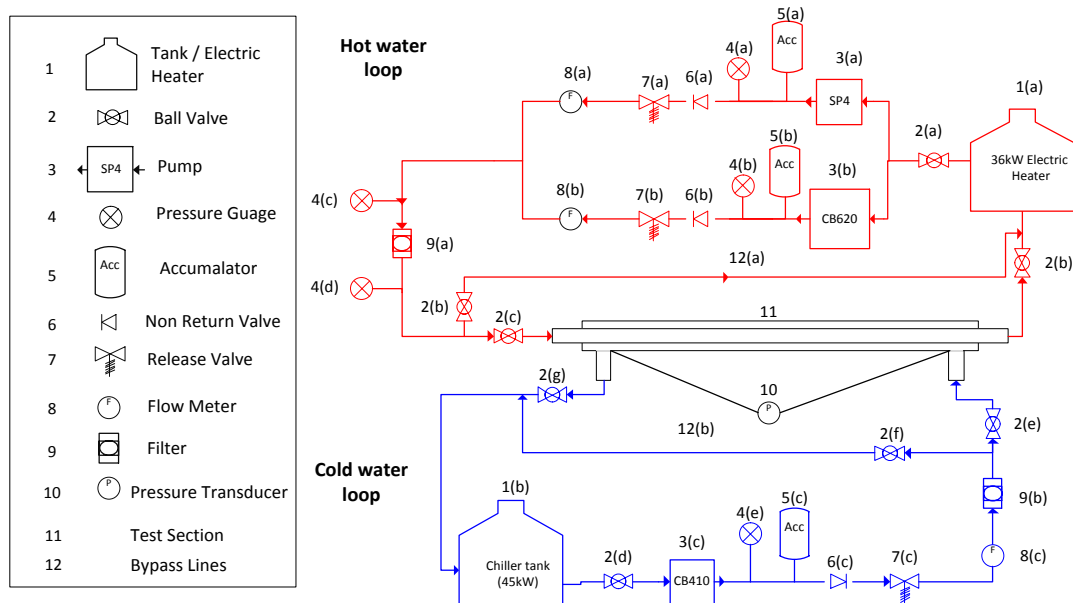 1
Tank / Electric
Heater
2
Ball Valve
3
SP4
Pump
4
Pressure Guage
5
Acc
Accumalator
6
Non Return Valve
7
Release Valve
8
F
Flow Meter
9
Filter
10
P
Pressure Transducer
11
Test Section
12
Bypass Lines
Hot water
loop
5(a)
4(a)
Acc
3(a)
8(a)
7(a)
6(a)
F
SP4
1(a)
2(a)
36kW Electric
Heater
5(b)
4(b)
Acc
3(b)
8(b)
7(b)
6(b)
F
CB620
4(c)
9(a)
4(d)
12(a)
2(b)
2(b)
2(c)
11
2(g)
10
P
12(b)
2(f)
2(e)
Cold water
loop
1(b)
5(c)
4(e)
Acc
9(b)
3(c)
2(d)
6(c)
7(c)
F
8(c)
Chiller tank
(45kW)
CB410